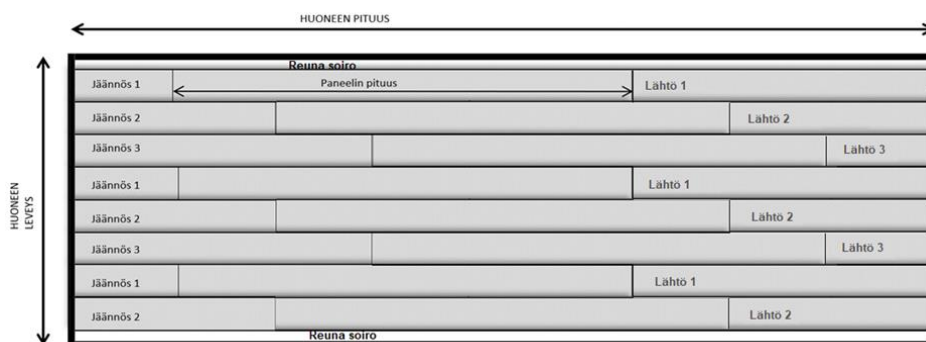 HUONEEN PITUUS
HUONEEN
LEVEYS
Reuna soiro
Jäännös 1
Paneelin pituus
Lähtö 1
Jäännös 2
Lähtö 2
Jäännös 3
Lähtö 3
Jäännös 1
Lähtö 1
Jäännös 2
Lähtö 2
Jäännös 3
Lähtö 3
Jäännös 1
Lähtö 1
Jäännös 2
Lähtö 2
Reuna soiro